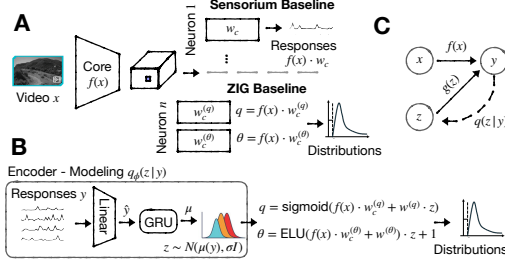 A
Sensorium Baseline
Neuron 1
w_c
Responses
Core
f(x)
f(x) · w_c
Video x
ZIG Baseline
Neuron n
w_c^(q)
q = f(x) · w_c^(q)
w_c^(θ)
θ = f(x) · w_c^(θ)
Distributions
C
x
f(x)
y
g(z)
z
q(z|y)
B
Encoder - Modeling q_ϕ(z|y)
Responses y
Linear
ŷ
GRU
μ
z ~ N(μ(y), σI)
q = sigmoid(f(x) · w_c^(q) + w^(q) · z)
θ = ELU(f(x) · w_c^(θ) + w^(θ)) · z + 1
Distributions